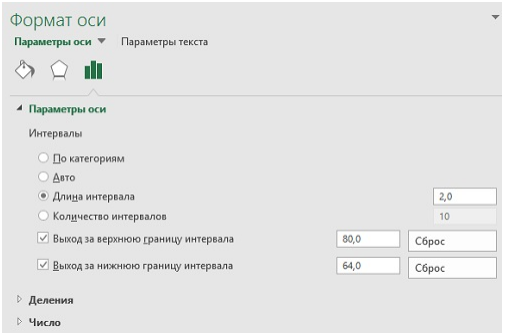 Формат оси
Параметры оси Параметры текста
Параметры оси
Интервалы
По категориям
Авто
Длина интервала 2,0
Количество интервалов 10
Выход за верхнюю границу интервала 80,0 Сброс
Выход за нижнюю границу интервала 64,0 Сброс
Деления
Число